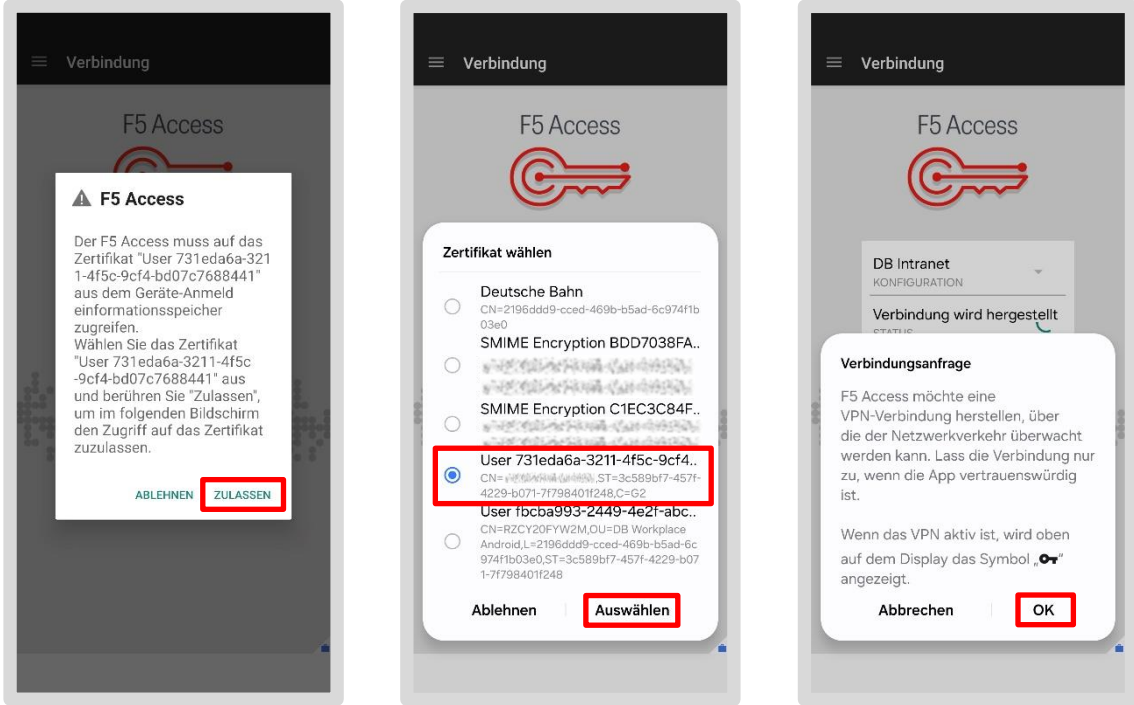 Verbindung
F5 Access
F5 Access
Der F5 Access muss auf das
Zertifikat "User 731eda6a-321
1-4f5c-9cf4-bd07c7688441"
aus dem Geräte-Anmeld
einformationsspeicher
zugreifen.
Wählen Sie das Zertifikat
"User 731eda6a-3211-4f5c
-9cf4-bd07c7688441" aus
und berühren Sie "Zulassen",
um im folgenden Bildschirm
den Zugriff auf das Zertifikat
zuzulassen.
ABLEHNEN ZULASSEN
Verbindung
F5 Access
Zertifikat wählen
Deutsche Bahn
CN=2196ddd9-cced-469b-b5ad-6c974f1b
03e0
SMIME Encryption BDD7038FA..
SMIME Encryption C1EC3C84F..
User 731eda6a-3211-4f5c-9cf4..
CN= ,ST=3c589bf7-457f-
4229-b071-7f798401f248,C=G2
User fbcba993-2449-4e2f-abc..
CN=RZCY20FYW2M,OU=DB Workplace
Android,L=2196ddd9-cced-469b-b5ad-6c
974f1b03e0,ST=3c589bf7-457f-4229-b07
1-7f798401f248
Ablehnen Auswählen
Verbindung
F5 Access
DB Intranet
KONFIGURATION
Verbindung wird hergestellt
STATUS
Verbindungsanfrage
F5 Access möchte eine
VPN-Verbindung herstellen, über
die der Netzwerkverkehr überwacht
werden kann. Lass die Verbindung nur
zu, wenn die App vertrauenswürdig
ist.
Wenn das VPN aktiv ist, wird oben
auf dem Display das Symbol „ “
angezeigt.
Abbrechen OK